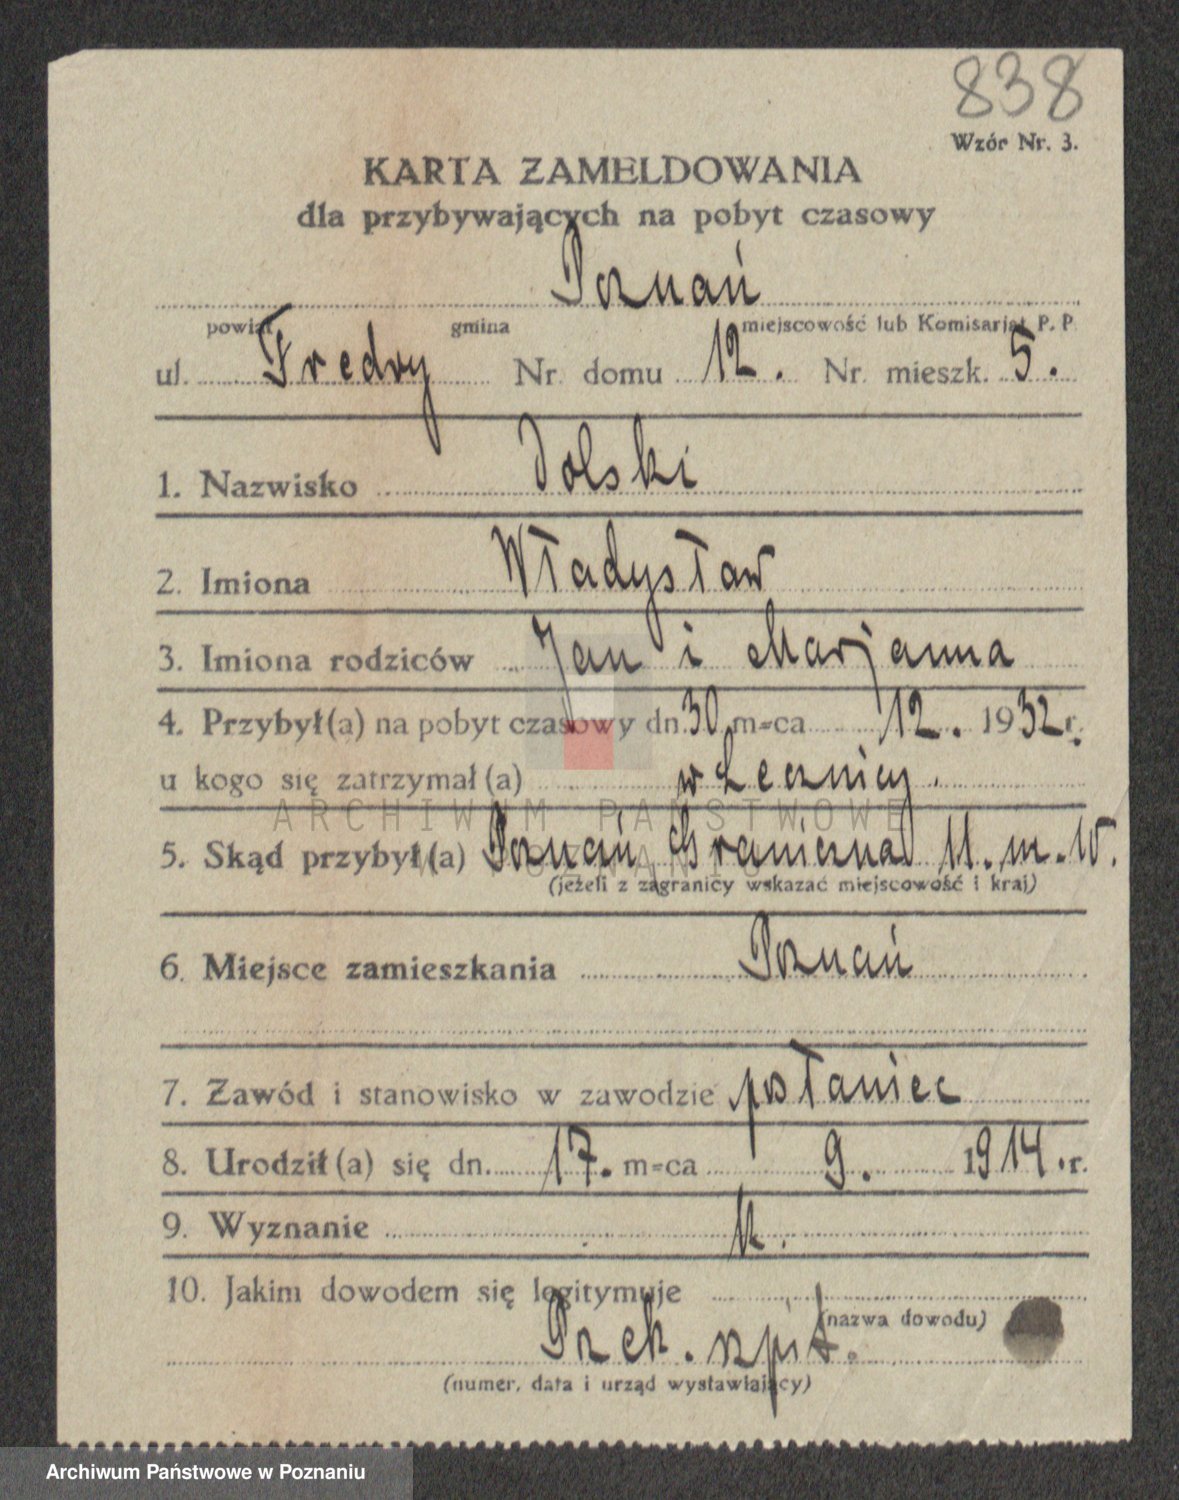 838
Wzór Nr. 3.
KARTA ZAMELDOWANIA
dla przybywających na pobyt czasowy
Poznań
powiat gmina miejscowość lub Komisarjat P. P.
ul. Fredry Nr. domu 12. Nr. mieszk. 5.
1. Nazwisko Dolski
2. Imiona Władysław
3. Imiona rodziców Jan i Marjanna
4. Przybył(a) na pobyt czasowy dn. 30 m=ca 12. 1932 r.
u kogo się zatrzymał(a) w Lecznicy.
ARCHIWUM PAŃSTWOWE
W POZNANIU
5. Skąd przybył(a) Poznań Graniczna 11. m. 10.
(jeżeli z zagranicy wskazać miejscowość i kraj)
6. Miejsce zamieszkania Poznań
7. Zawód i stanowisko w zawodzie posłaniec
8. Urodził(a) się dn. 17. m=ca 9. 1914. r.
9. Wyznanie
10. Jakim dowodem się legitymuje
(nazwa dowodu)
Przek. szpit.
(numer, data i urząd wystawiający)
Archiwum Państwowe w Poznaniu